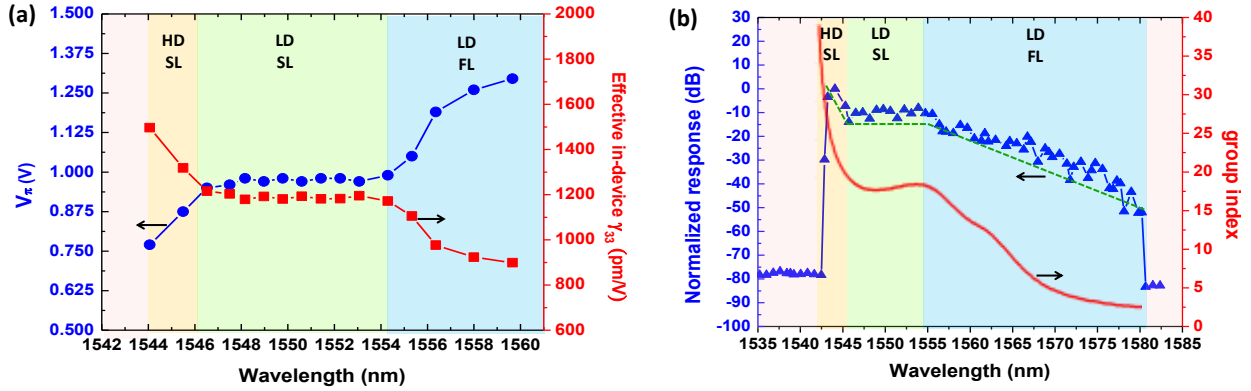 (a)
1.500
1.375
1.250
1.125
1.000
0.875
0.750
0.625
0.500
Vπ (V)
HD
SL
LD
SL
LD
FL
2000
1800
1600
1400
1200
1000
800
600
Effective in-device γ33 (pm/V)
1542 1544 1546 1548 1550 1552 1554 1556 1558 1560
Wavelength (nm)
(b)
30
20
10
0
-10
-20
-30
-40
-50
-60
-70
-80
-90
-100
Normalized response (dB)
HD
SL
LD
SL
LD
FL
40
35
30
25
20
15
10
5
0
group index
1535 1540 1545 1550 1555 1560 1565 1570 1575 1580 1585
Wavelength (nm)